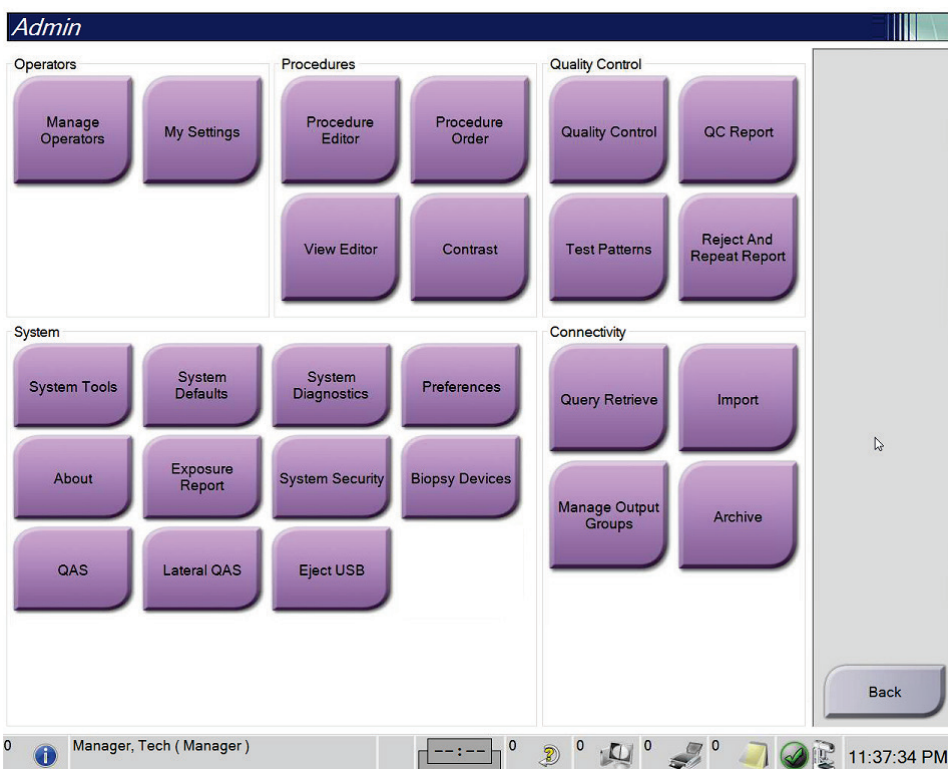 Admin
Operators
Manage
Operators
My Settings
Procedures
Procedure
Editor
Procedure
Order
View Editor
Contrast
Quality Control
Quality Control
QC Report
Test Patterns
Reject And
Repeat Report
System
System Tools
System
Defaults
System
Diagnostics
Preferences
About
Exposure
Report
System Security
Biopsy Devices
QAS
Lateral QAS
Eject USB
Connectivity
Query Retrieve
Import
Manage Output
Groups
Archive
Back
0
Manager, Tech ( Manager )
--:--
0
0
0
0
11:37:34 PM